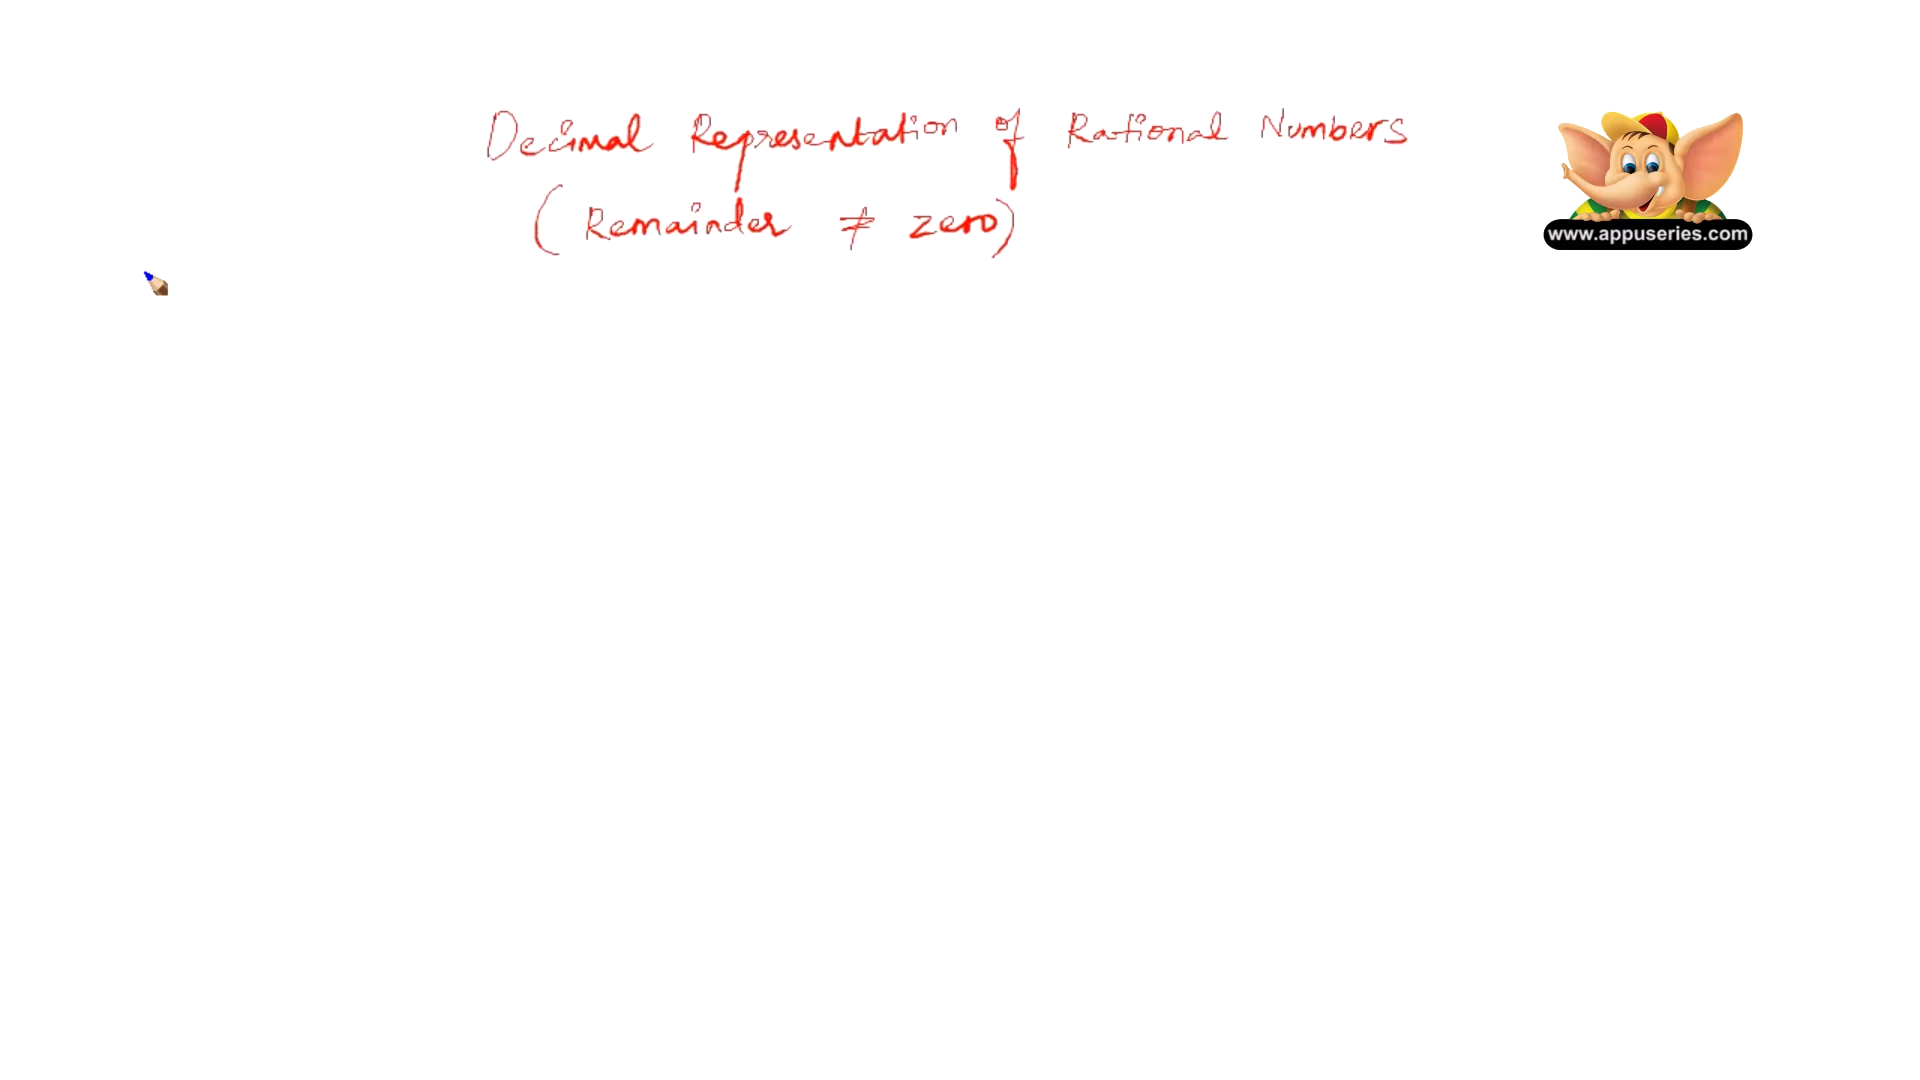 Decimal Representation of Rational Numbers
(Remainder ≠ zero)
www.appuseries.com